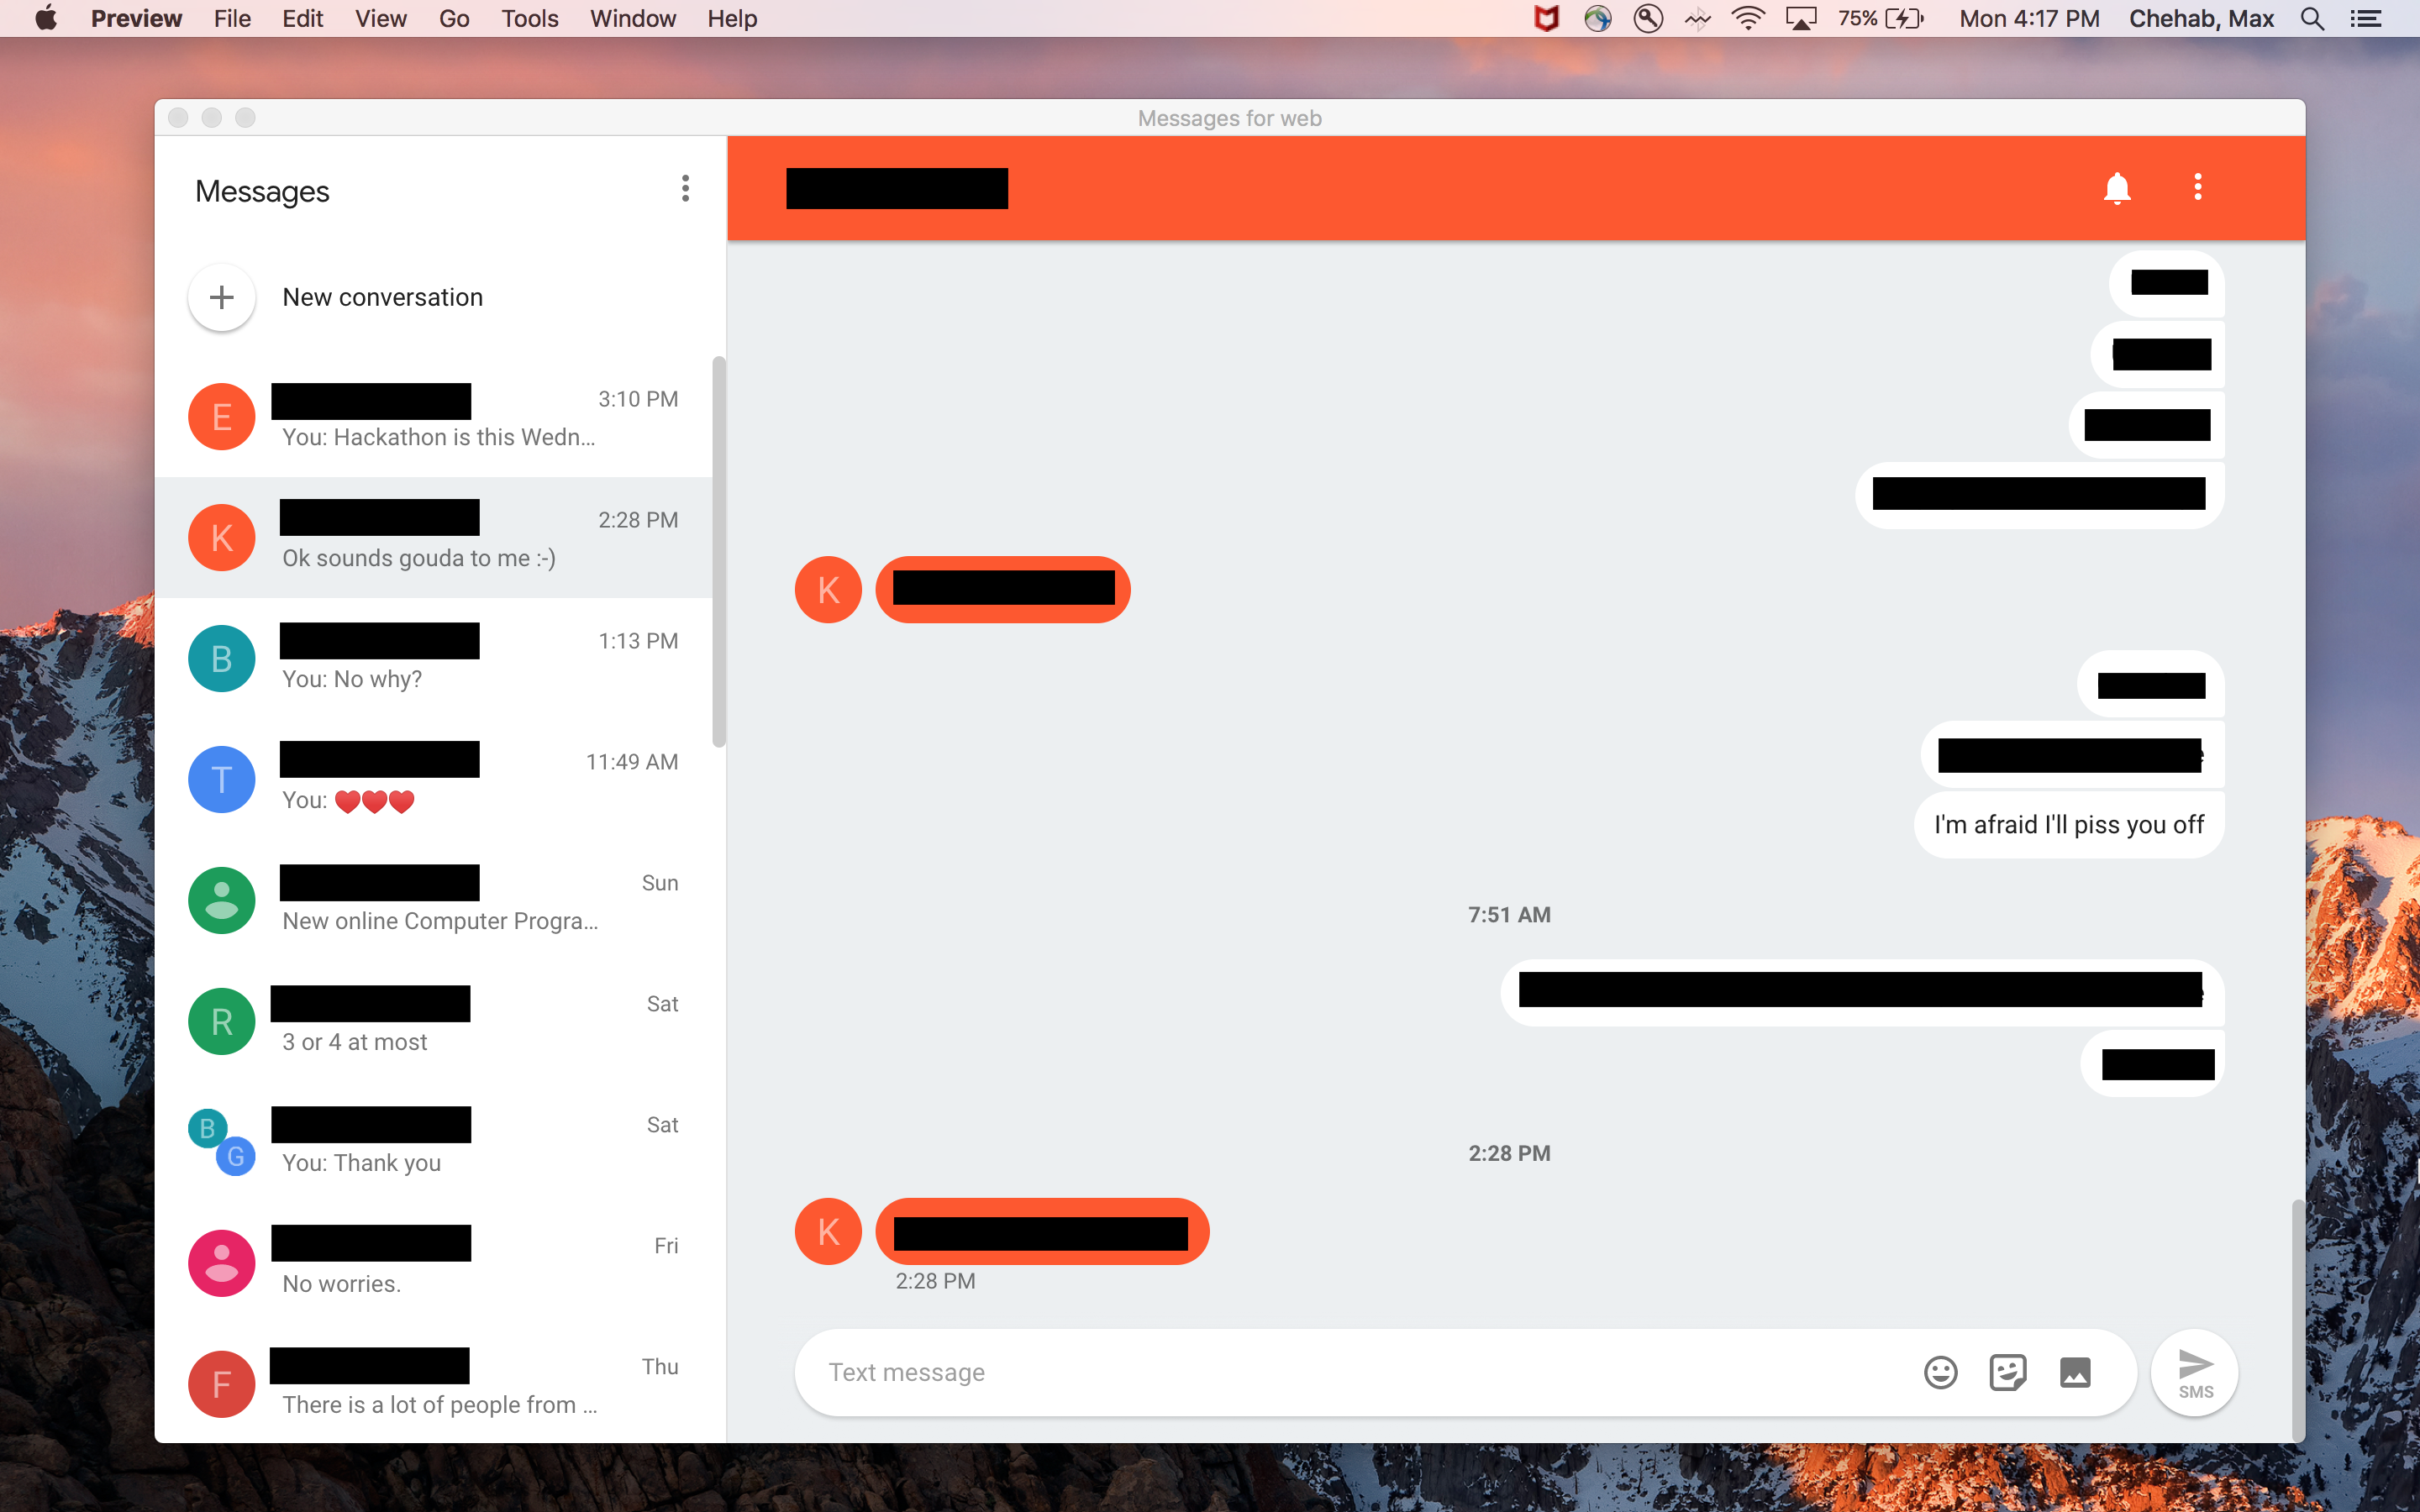 Preview File Edit View Go Tools Window Help 75% Mon 4:17 PM Chehab, Max
Messages for web
Messages
New conversation
E 3:10 PM
You: Hackathon is this Wedn...
K 2:28 PM
Ok sounds gouda to me :-)
B 1:13 PM
You: No why?
T 11:49 AM
You: ❤️❤️❤️
Sun
New online Computer Progra...
R Sat
3 or 4 at most
B G Sat
You: Thank you
Fri
No worries.
F Thu
There is a lot of people from ...
K
I'm afraid I'll piss you off
7:51 AM
2:28 PM
K
2:28 PM
Text message
SMS